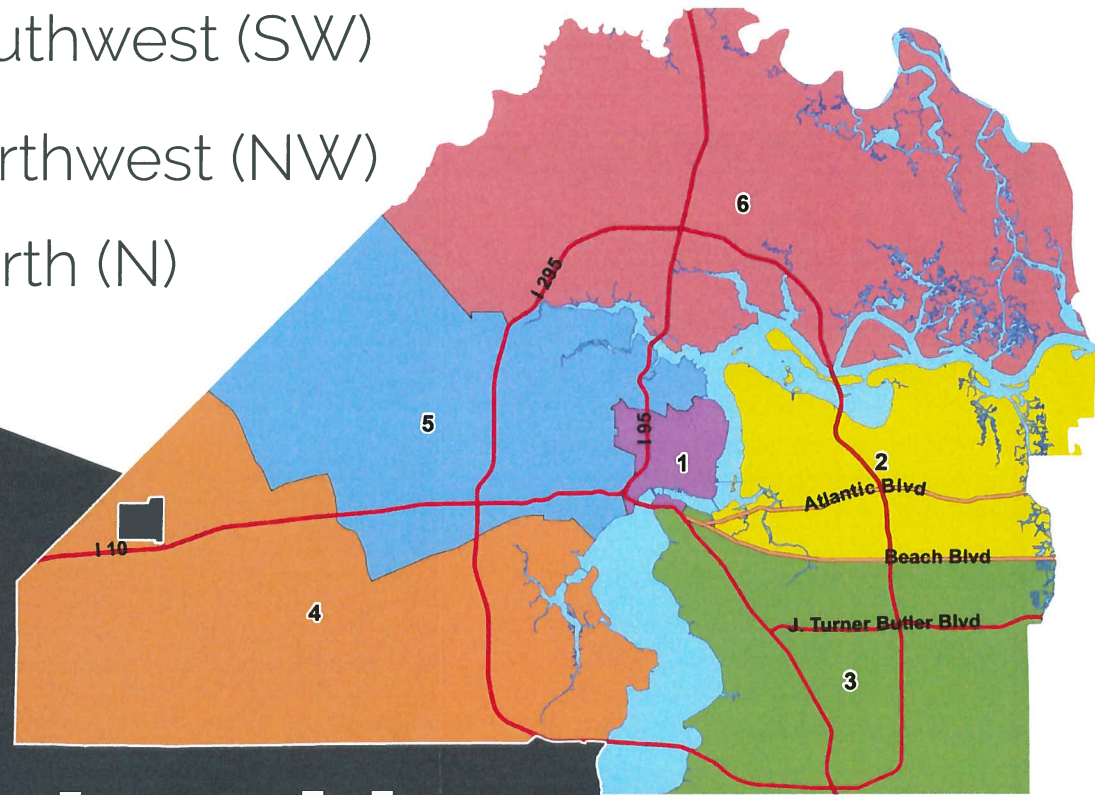 uthwest (SW)
rthwest (NW)
rth (N)
6
I 295
5
I 95
1
2
Atlantic Blvd
I 10
Beach Blvd
4
J. Turner Butler Blvd
3